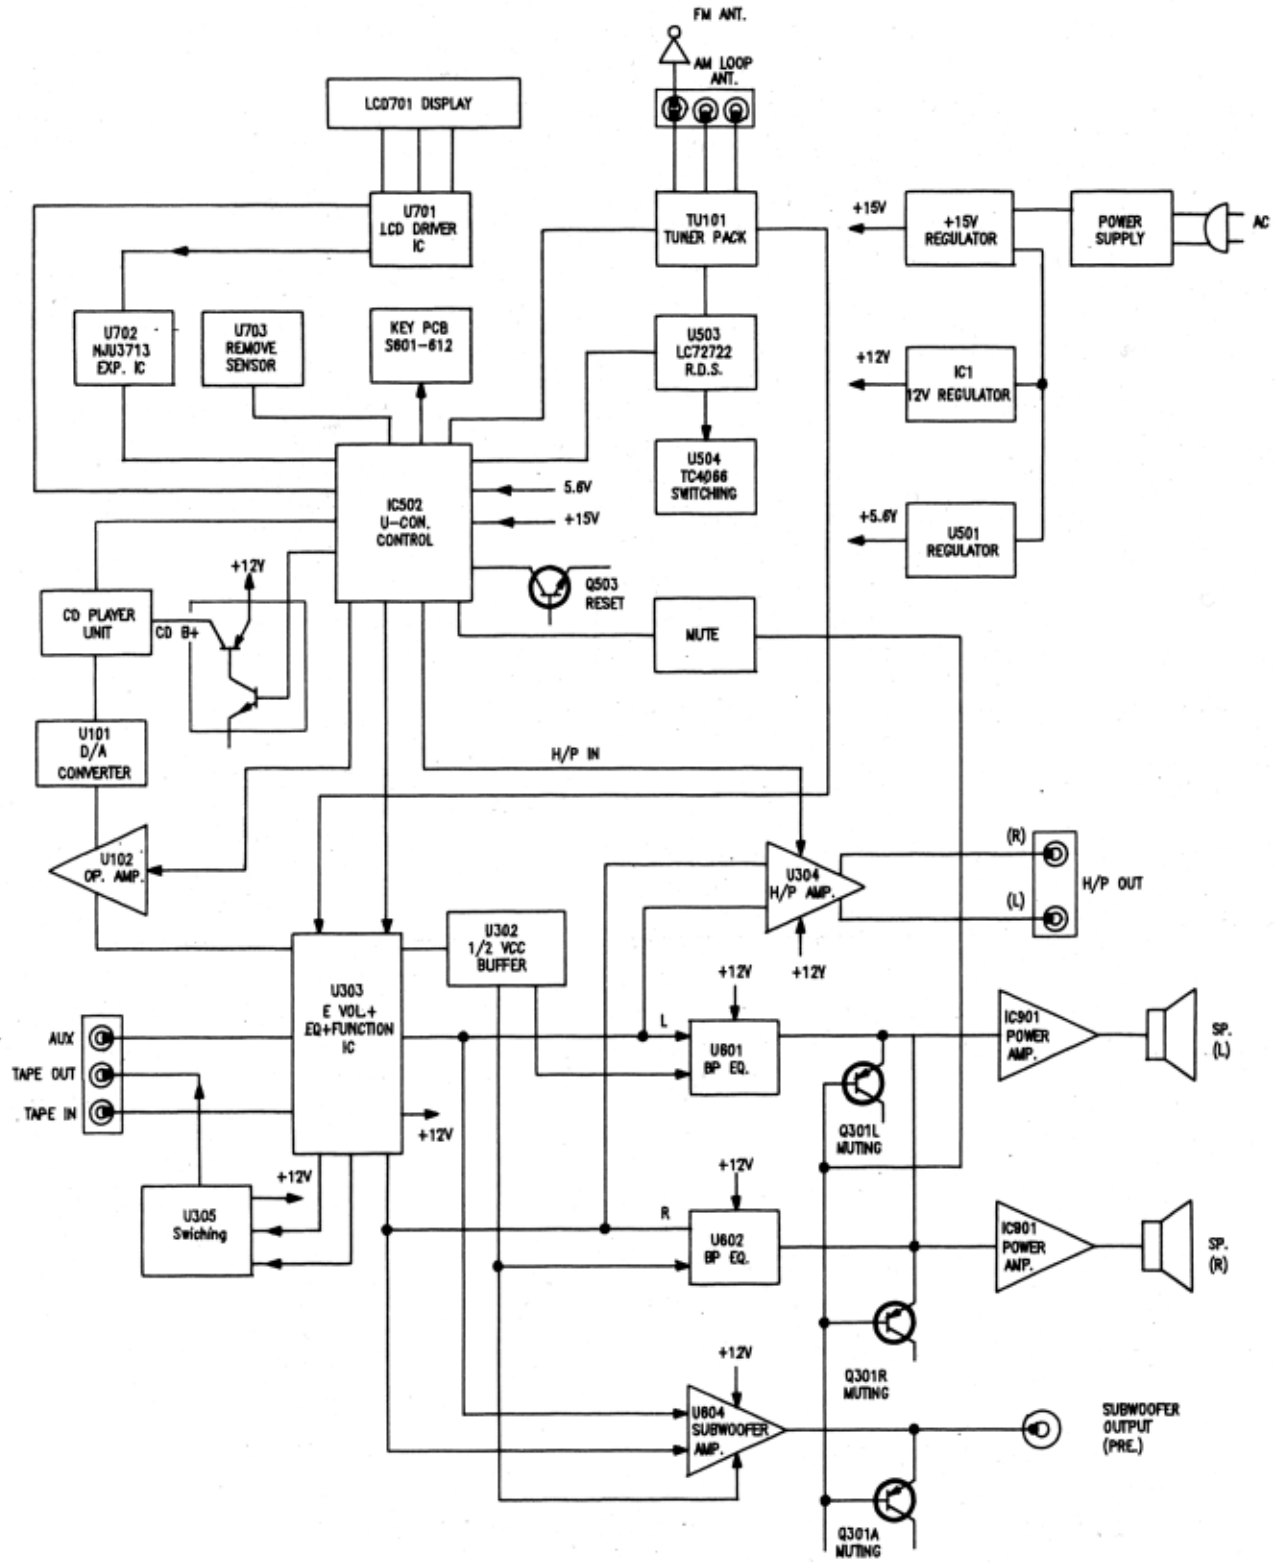 FM ANT.
AM LOOP
ANT.
LCD701 DISPLAY
U701
LCD DRIVER
IC
TU101
TUNER PACK
+15V
+15V
REGULATOR
POWER
SUPPLY
AC
U702
NJU3713
EXP. IC
U703
REMOVE
SENSOR
KEY PCB
S601-612
U503
LC72722
R.D.S.
+12V
IC1
12V REGULATOR
U504
TC4066
SWITCHING
IC502
U-CON.
CONTROL
5.6V
+15V
+5.6V
U501
REGULATOR
+12V
Q503
RESET
CD PLAYER
UNIT
CD B+
MUTE
U101
D/A
CONVERTER
H/P IN
U102
OP. AMP.
U304
H/P AMP.
(R)
(L)
H/P OUT
+12V
U302
1/2 VCC
BUFFER
U303
E VOL.+
EQ+FUNCTION
IC
+12V
L
U601
BP EQ.
IC901
POWER
AMP.
SP.
(L)
AUX
TAPE OUT
TAPE IN
+12V
Q301L
MUTING
+12V
U305
Swiching
+12V
R
U602
BP EQ.
IC901
POWER
AMP.
SP.
(R)
Q301R
MUTING
+12V
U604
SUBWOOFER
AMP.
SUBWOOFER
OUTPUT
(PRE.)
Q301A
MUTING